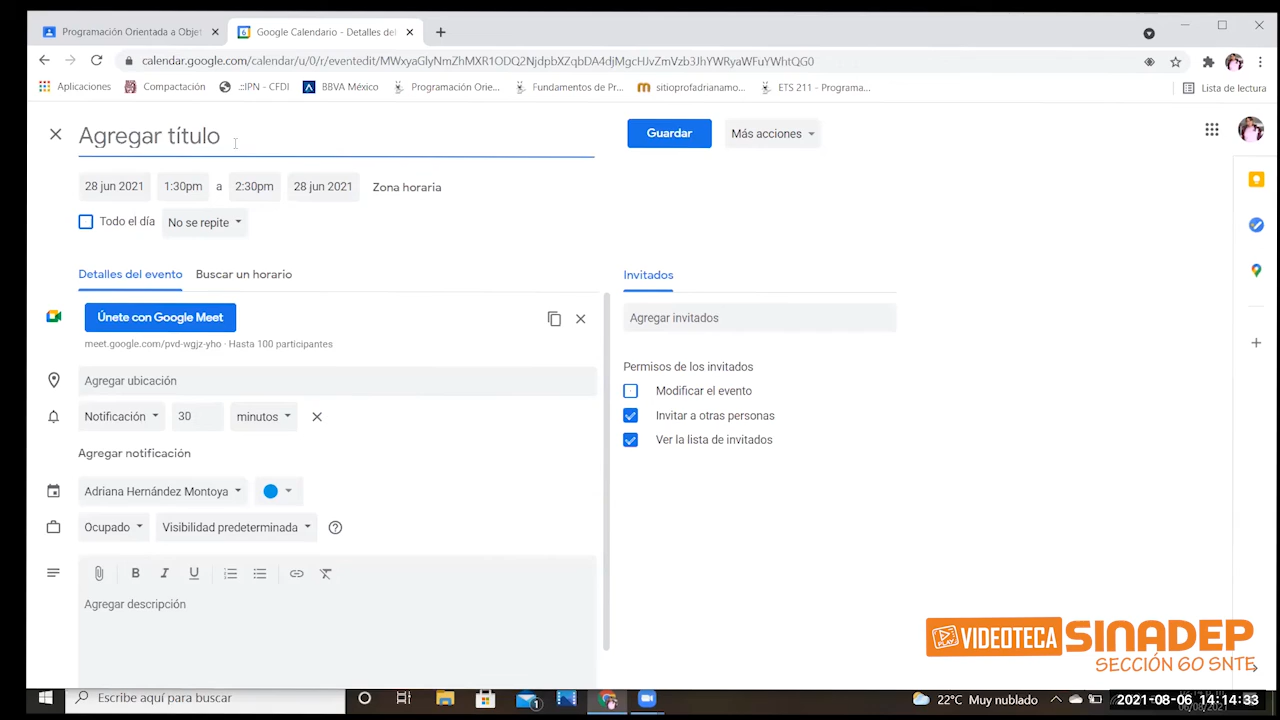 Programación Orientada a Obje
Google Calendario - Detalles del
calendar.google.com/calendar/u/0/r/eventedit/MWxyaGlyNmZhMXR1ODQ2NjdpbXZqbDA4djMgcHJvZmVzb3JhYWRyaWFuYWhtQG0
Aplicaciones
Compactación
.::IPN - CFDI
BBVA México
Programación Orie...
Fundamentos de Pr...
sitioprofadrianamo...
ETS 211 - Programa...
Lista de lectura
Agregar título
Guardar
Más acciones
28 jun 2021 1:30pm a 2:30pm 28 jun 2021 Zona horaria
Todo el día No se repite
Detalles del evento Buscar un horario
Invitados
Únete con Google Meet
Agregar invitados
meet.google.com/pvd-wgjz-yho · Hasta 100 participantes
Permisos de los invitados
Agregar ubicación
Modificar el evento
Notificación 30 minutos
Invitar a otras personas
Ver la lista de invitados
Agregar notificación
Adriana Hernández Montoya
Ocupado Visibilidad predeterminada
B I U
Agregar descripción
VIDEOTECA SINADEP
PLAY
SECCIÓN 60 SNTE
Escribe aquí para buscar
1
22°C Muy nublado
2021-08-06 14:14:33